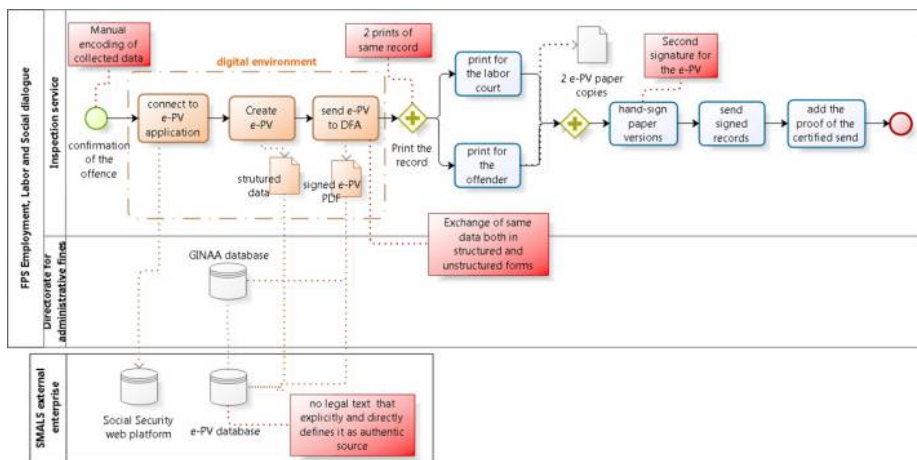 FPS Employment, Labor and Social dialogue
Inspection service
Manual
encoding of
collected data
digital environment
2 prints of
same record
Second
signature for
the e-PV
confirmation
of the
offence
connect to
e-PV
application
Create
e-PV
send e-PV
to DFA
Print the
record
print for
the labor
court
print for
the
offender
2 e-PV paper
copies
hand-sign
paper
versions
send
signed
records
add the
proof of the
certified send
strutured
data
signed e-PV
PDF
Exchange of same
data both in
structured and
unstructured forms
Directorate for
administrative fines
GINAA database
SMALS external
enterprise
Social Security
web platform
e-PV database
no legal text that
explicitly and directly
defines it as authentic
source